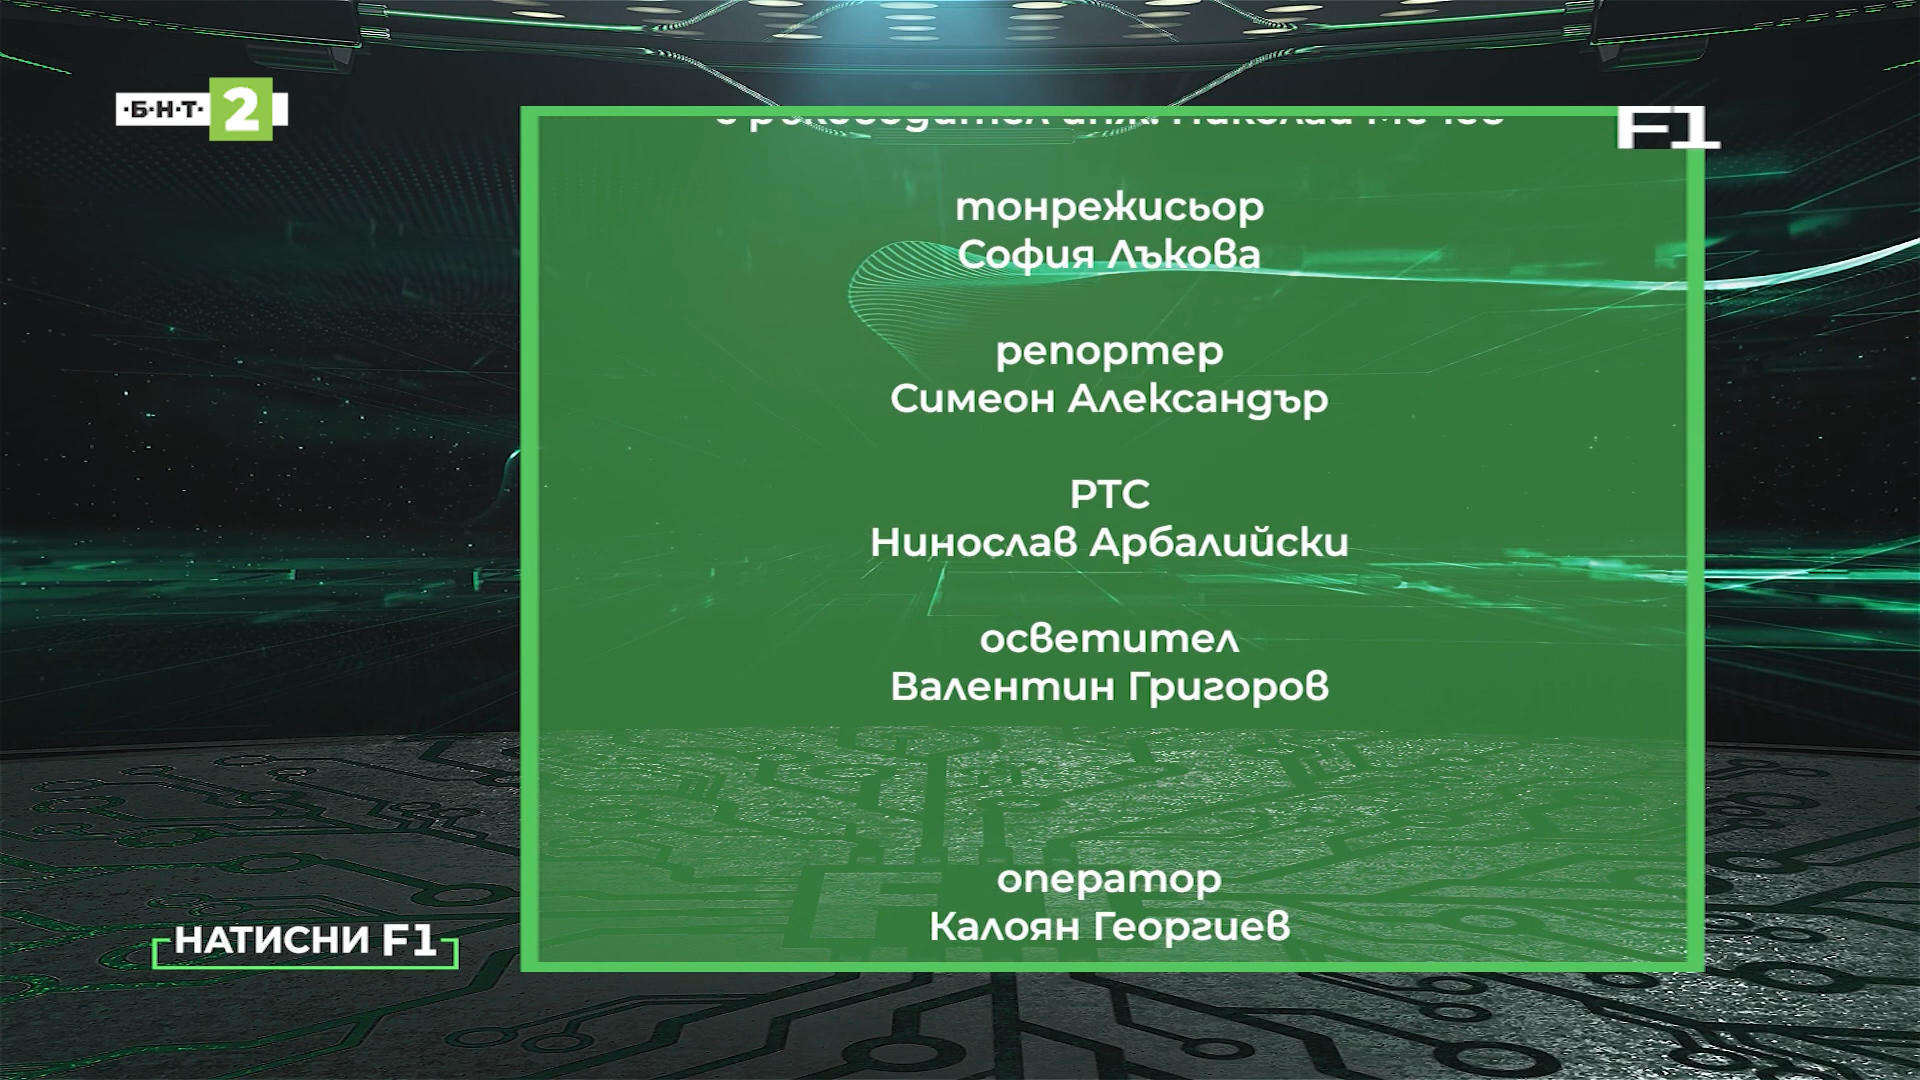 ·Б·Н·Т· 2
F1
тонрежисьор
София Лъкова
репортер
Симеон Александър
РТС
Нинослав Арбалийски
осветител
Валентин Григоров
оператор
Калоян Георгиев
НАТИСНИ F1